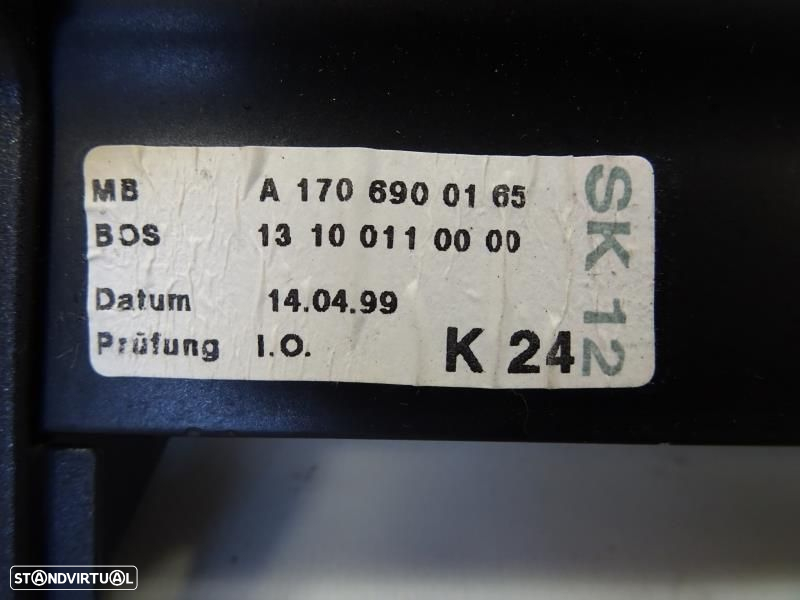 MB A 170 690 01 65
BOS 13 10 011 00 00
Datum 14.04.99
Prüfung I.O. K 24
SK 12
STANDVIRTUAL